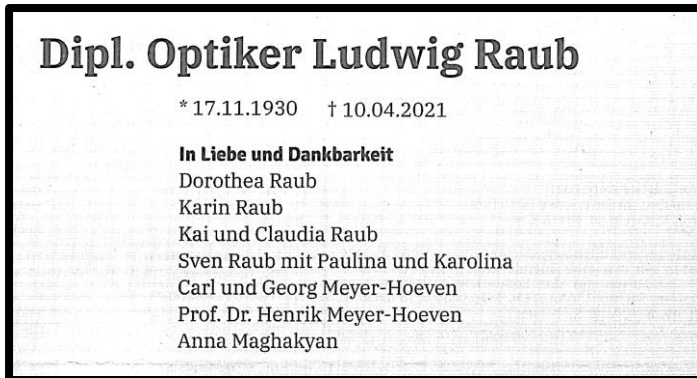 Dipl. Optiker Ludwig Raub
* 17.11.1930 † 10.04.2021
In Liebe und Dankbarkeit
Dorothea Raub
Karin Raub
Kai und Claudia Raub
Sven Raub mit Paulina und Karolina
Carl und Georg Meyer-Hoeven
Prof. Dr. Henrik Meyer-Hoeven
Anna Maghakyan